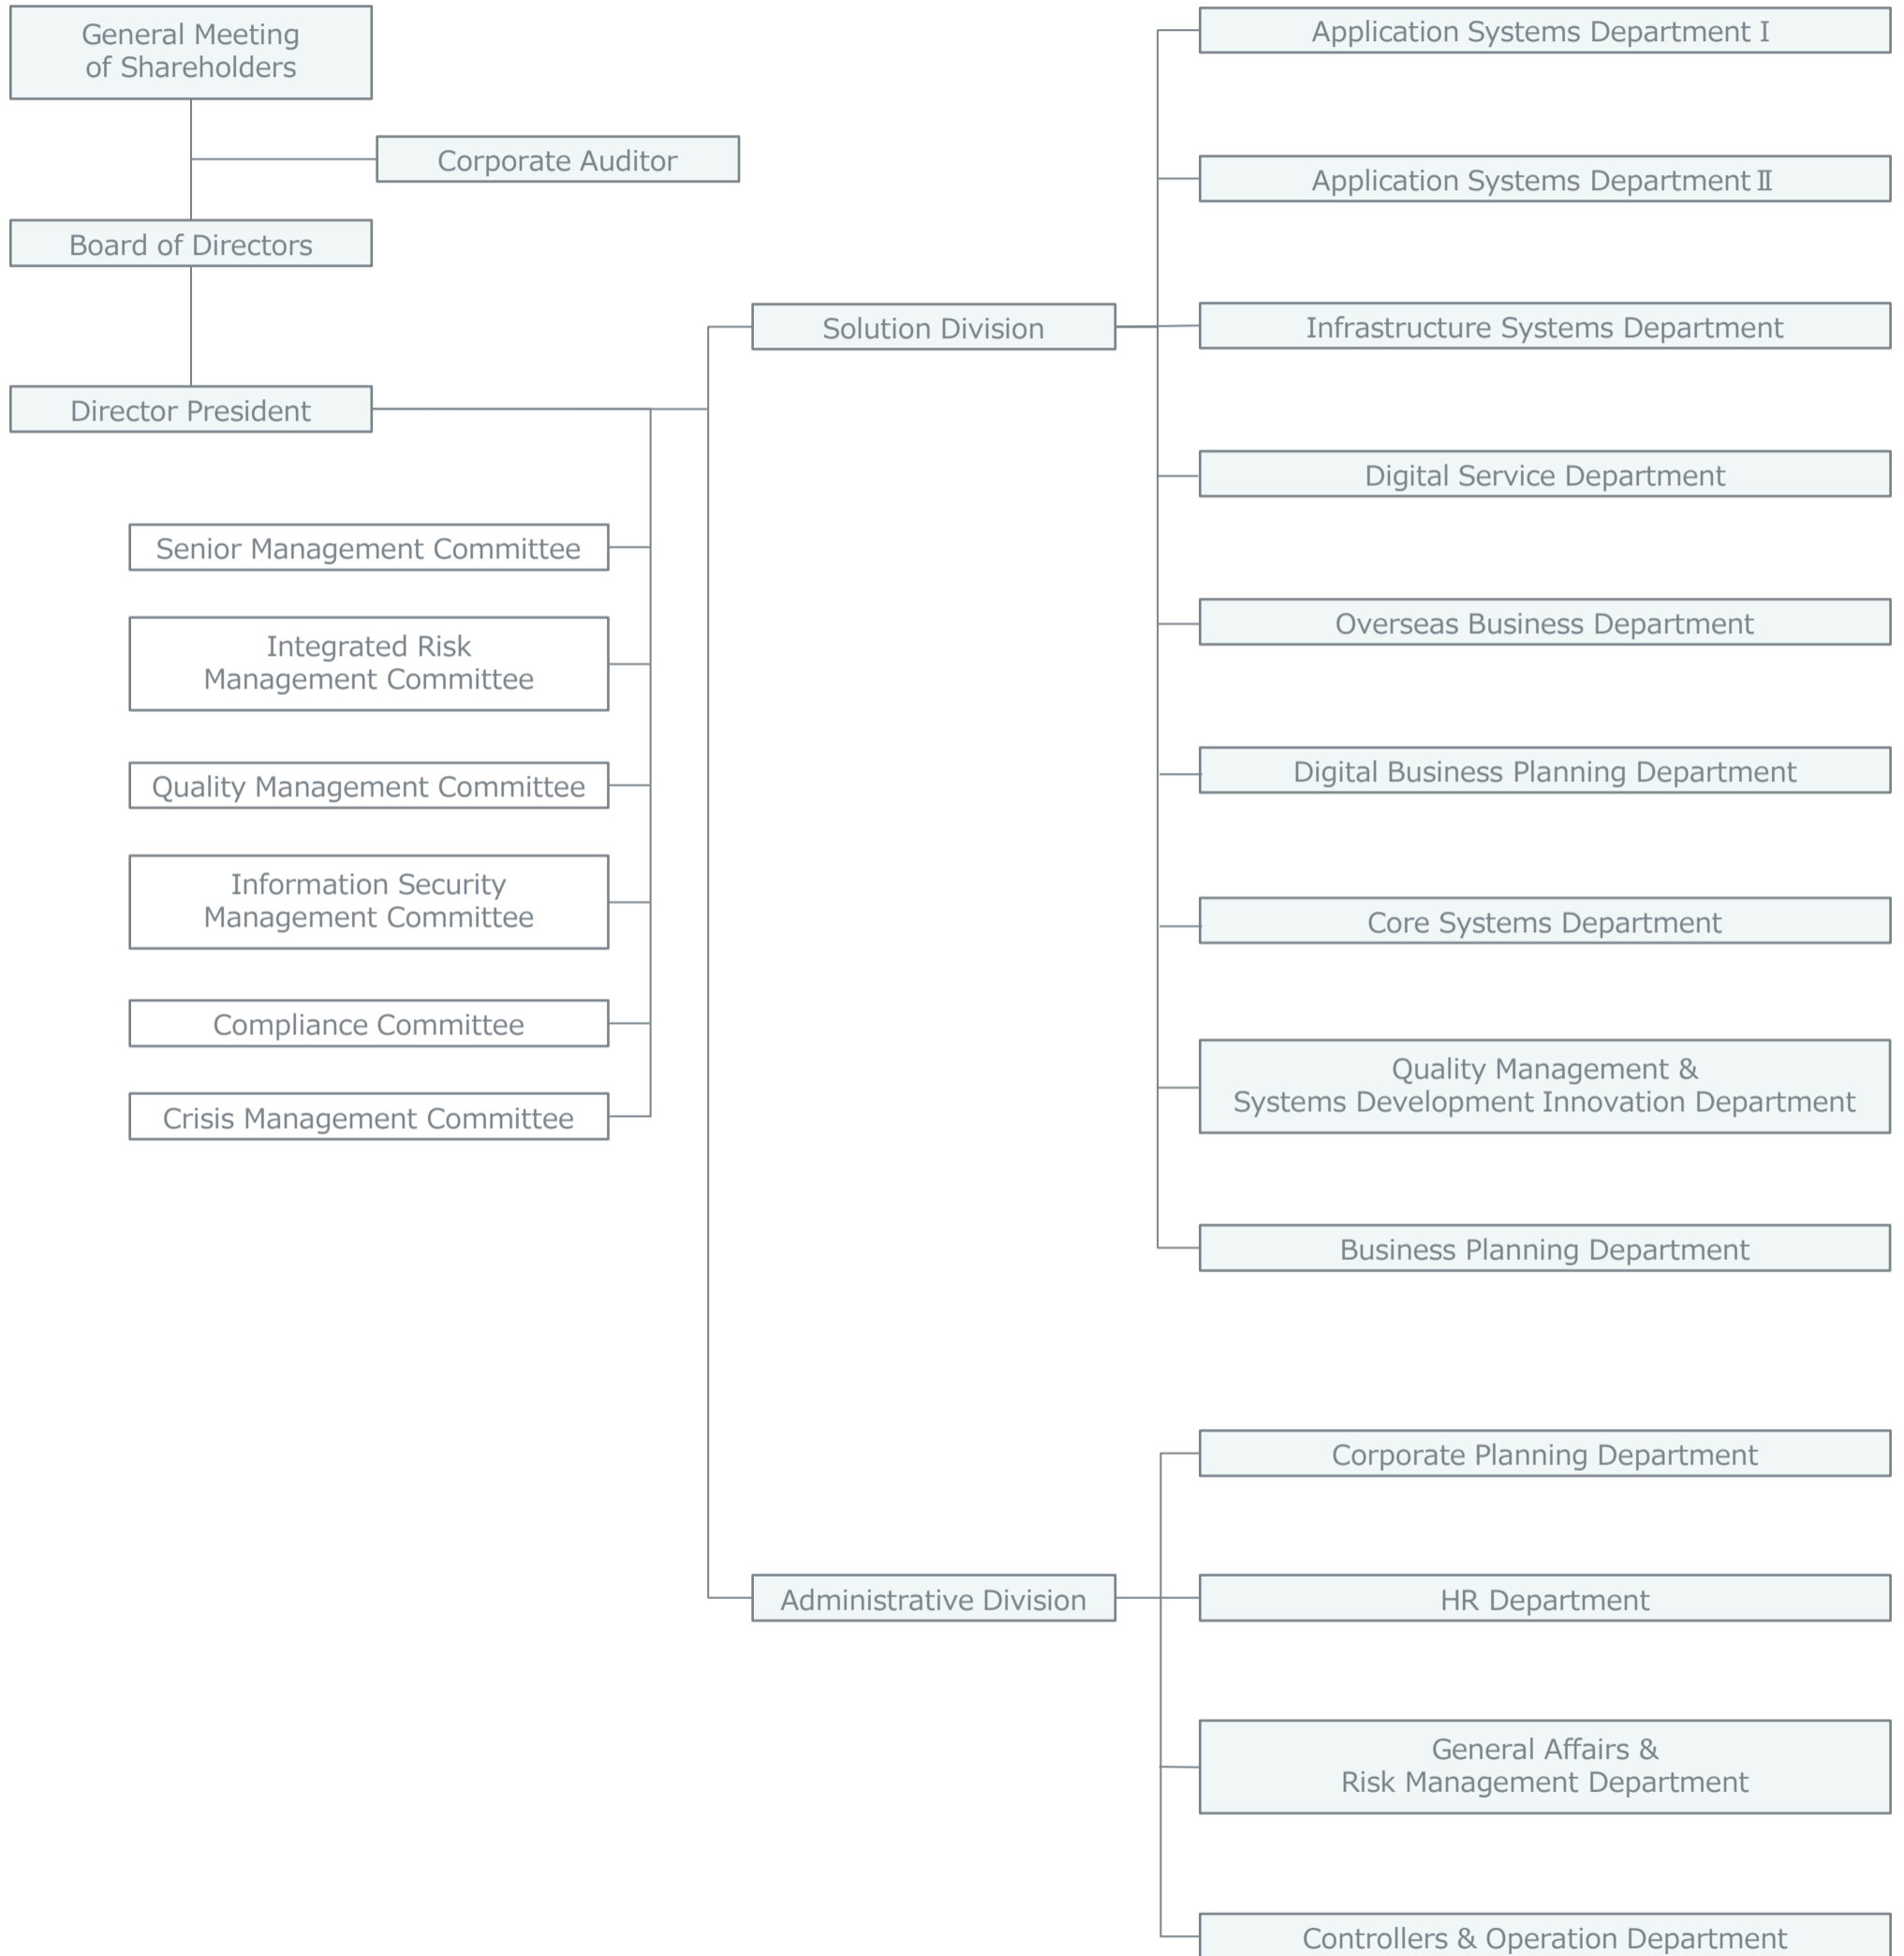 General Meeting
of Shareholders
Corporate Auditor
Board of Directors
Director President
Senior Management Committee
Integrated Risk
Management Committee
Quality Management Committee
Information Security
Management Committee
Compliance Committee
Crisis Management Committee
Solution Division
Application Systems Department Ⅰ
Application Systems Department Ⅱ
Infrastructure Systems Department
Digital Service Department
Overseas Business Department
Digital Business Planning Department
Core Systems Department
Quality Management &
Systems Development Innovation Department
Business Planning Department
Administrative Division
Corporate Planning Department
HR Department
General Affairs &
Risk Management Department
Controllers & Operation Department